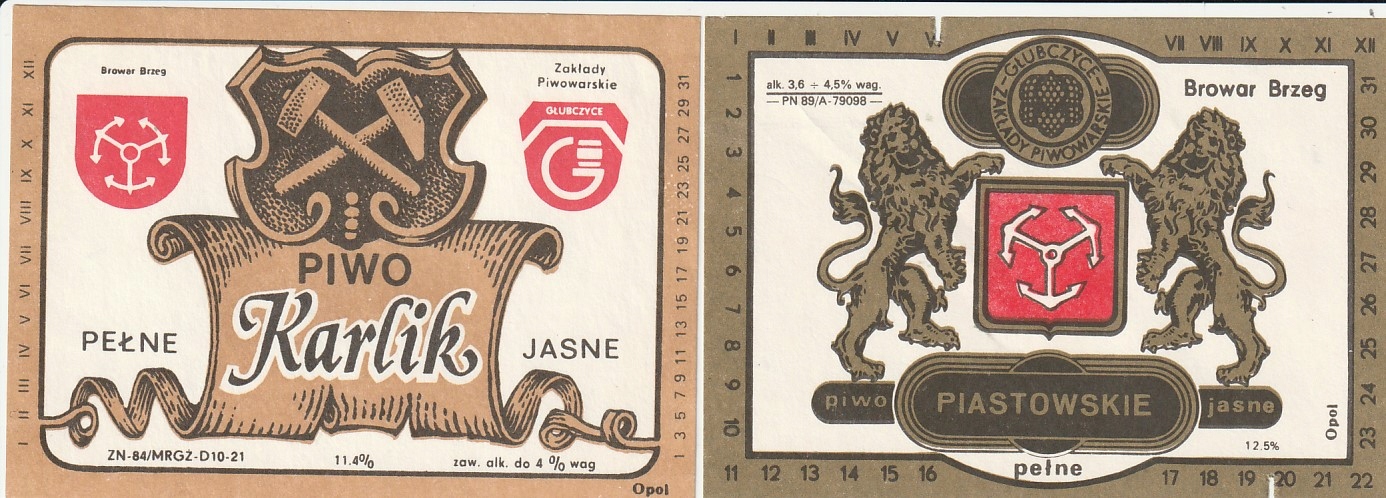 I II III IV V VI VII VIII IX X XI XII
Browar Brzeg
Zakłady
Piwowarskie
GŁUBCZYCE
G
PIWO
Karlik
PEŁNE
JASNE
ZN-84/MRGŻ-D10-21
11.4%
zaw. alk. do 4 % wag
1 3 5 7 9 11 13 15 17 19 21 23 25 27 29 31
Opol
I II III IV V VI VII VIII IX X XI XII
1 2 3 4 5 6 7 8 9 10
11 12 13 14 15 16
17 18 19 20 21 22
23 24 25 26 27 28 29 30 31
alk. 3,6 ÷ 4,5% wag.
— PN 89/A-79098 —
GŁUBCZYCKIE
ZAKŁADY PIWOWARSKIE
Browar Brzeg
piwo
PIASTOWSKIE
jasne
12.5%
pełne
Opol